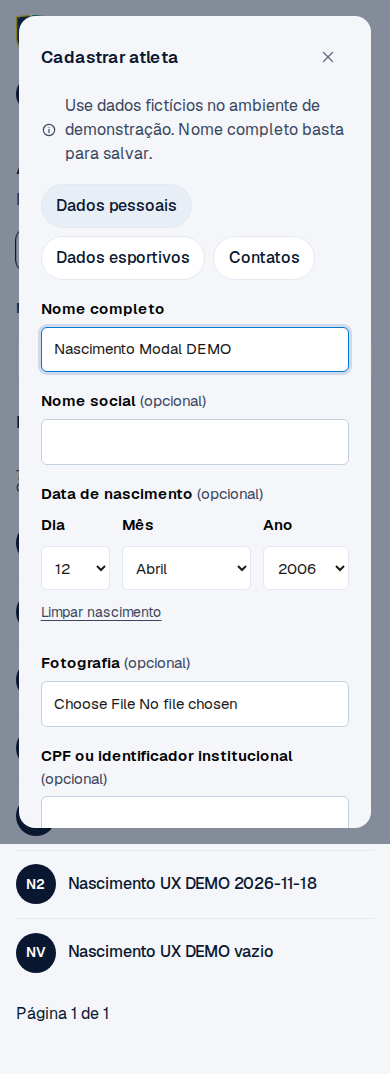 Cadastrar atleta
Use dados fictícios no ambiente de
demonstração. Nome completo basta
para salvar.
Dados pessoais
Dados esportivos
Contatos
Nome completo
Nascimento Modal DEMO
Nome social (opcional)
Data de nascimento (opcional)
Dia Mês Ano
12 Abril 2006
Limpar nascimento
Fotografia (opcional)
Choose File No file chosen
CPF ou identificador institucional
(opcional)
N2 Nascimento UX DEMO 2026-11-18
NV Nascimento UX DEMO vazio
Página 1 de 1